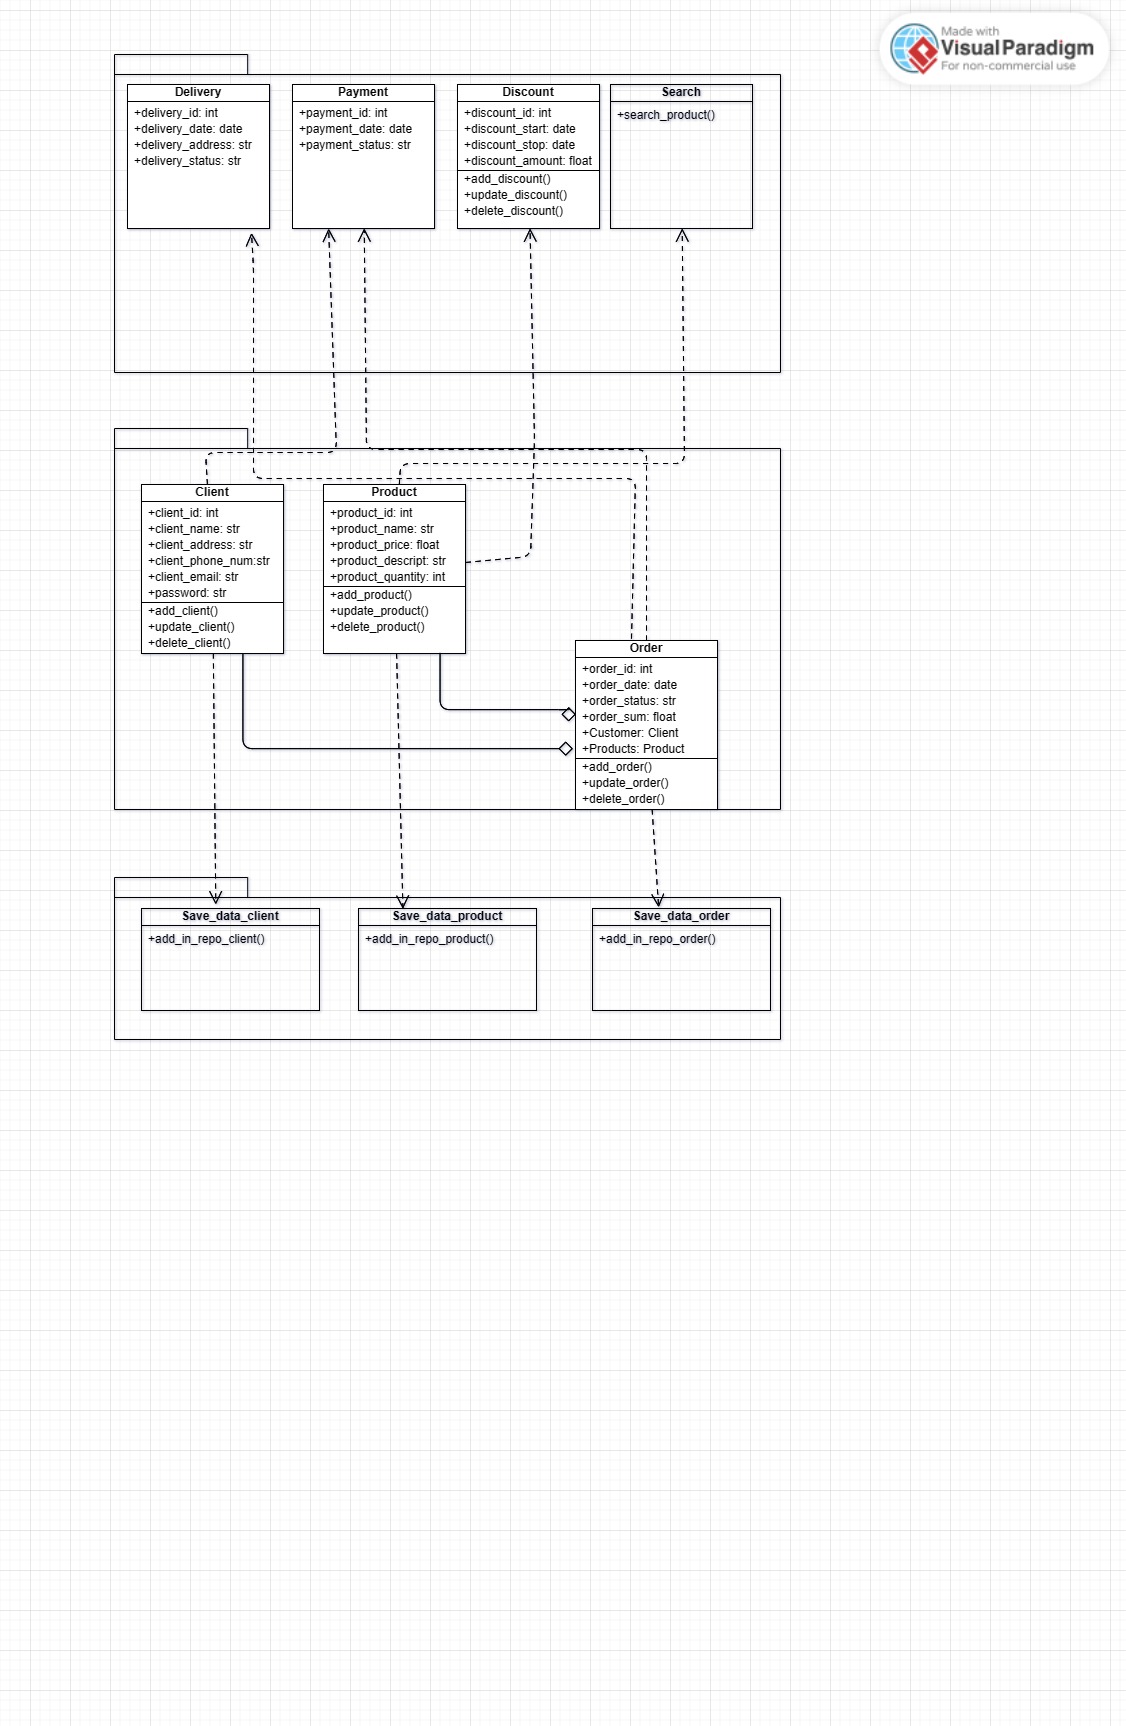 Made with
VisualParadigm
For non-commercial use
Delivery
+delivery_id: int
+delivery_date: date
+delivery_address: str
+delivery_status: str
Payment
+payment_id: int
+payment_date: date
+payment_status: str
Discount
+discount_id: int
+discount_start: date
+discount_stop: date
+discount_amount: float
+add_discount()
+update_discount()
+delete_discount()
Search
+search_product()
Client
+client_id: int
+client_name: str
+client_address: str
+client_phone_num:str
+client_email: str
+password: str
+add_client()
+update_client()
+delete_client()
Product
+product_id: int
+product_name: str
+product_price: float
+product_descript: str
+product_quantity: int
+add_product()
+update_product()
+delete_product()
Order
+order_id: int
+order_date: date
+order_status: str
+order_sum: float
+Customer: Client
+Products: Product
+add_order()
+update_order()
+delete_order()
Save_data_client
+add_in_repo_client()
Save_data_product
+add_in_repo_product()
Save_data_order
+add_in_repo_order()